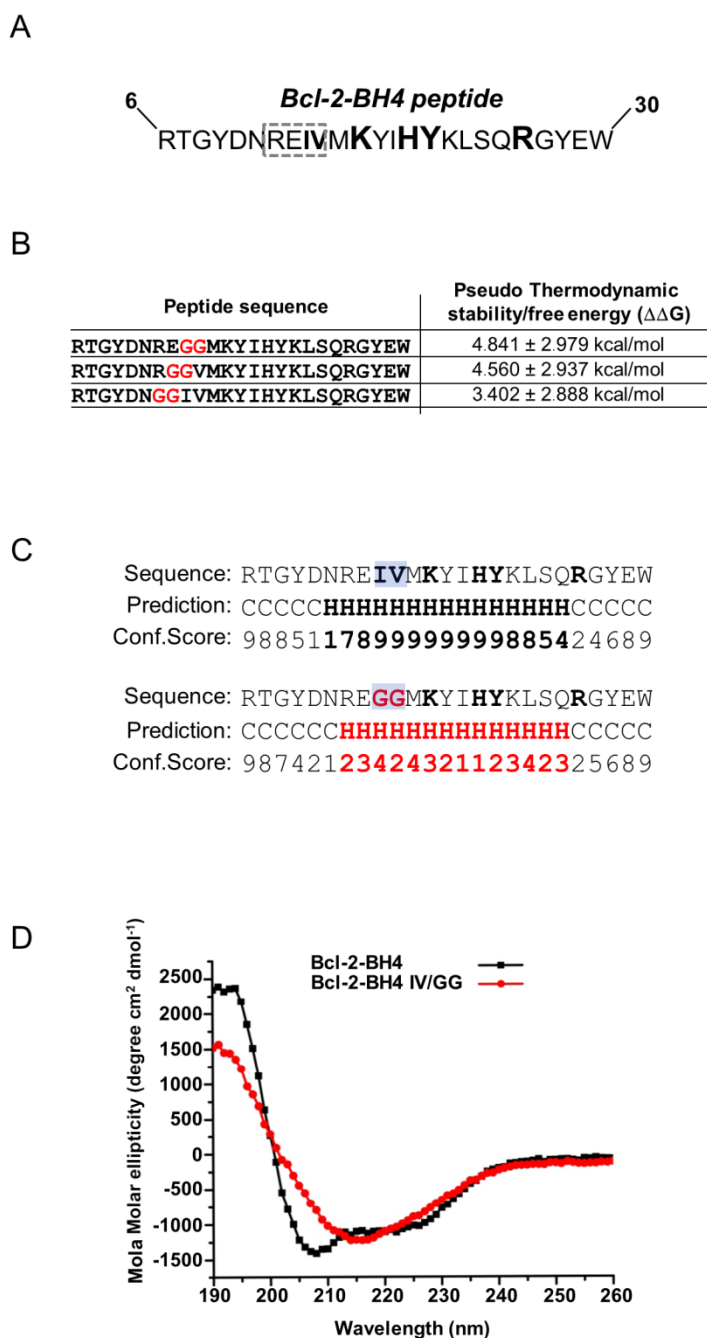 A
6 Bcl-2-BH4 peptide 30
RTGYDNREIVMKYIHYKLSQRGYEW
B
Peptide sequence
Pseudo Thermodynamic
stability/free energy (ΔΔG)
RTGYDNREGGMKYIHYKLSQRGYEW 4.841 ± 2.979 kcal/mol
RTGYDNRGGVMKYIHYKLSQRGYEW 4.560 ± 2.937 kcal/mol
RTGYDNGGIVMKYIHYKLSQRGYEW 3.402 ± 2.888 kcal/mol
C
Sequence: RTGYDNREIVMKYIHYKLSQRGYEW
Prediction: CCCCCHHHHHHHHHHHHHHHCCCCC
Conf.Score: 98851178999999999885424689
Sequence: RTGYDNREGGMKYIHYKLSQRGYEW
Prediction: CCCCCCHHHHHHHHHHHHHHCCCCC
Conf.Score: 9874212342432112342325689
D
Mola Molar ellipticity (degree cm² dmol⁻¹)
Bcl-2-BH4
Bcl-2-BH4 IV/GG
2500
2000
1500
1000
500
0
-500
-1000
-1500
190 200 210 220 230 240 250 260
Wavelength (nm)